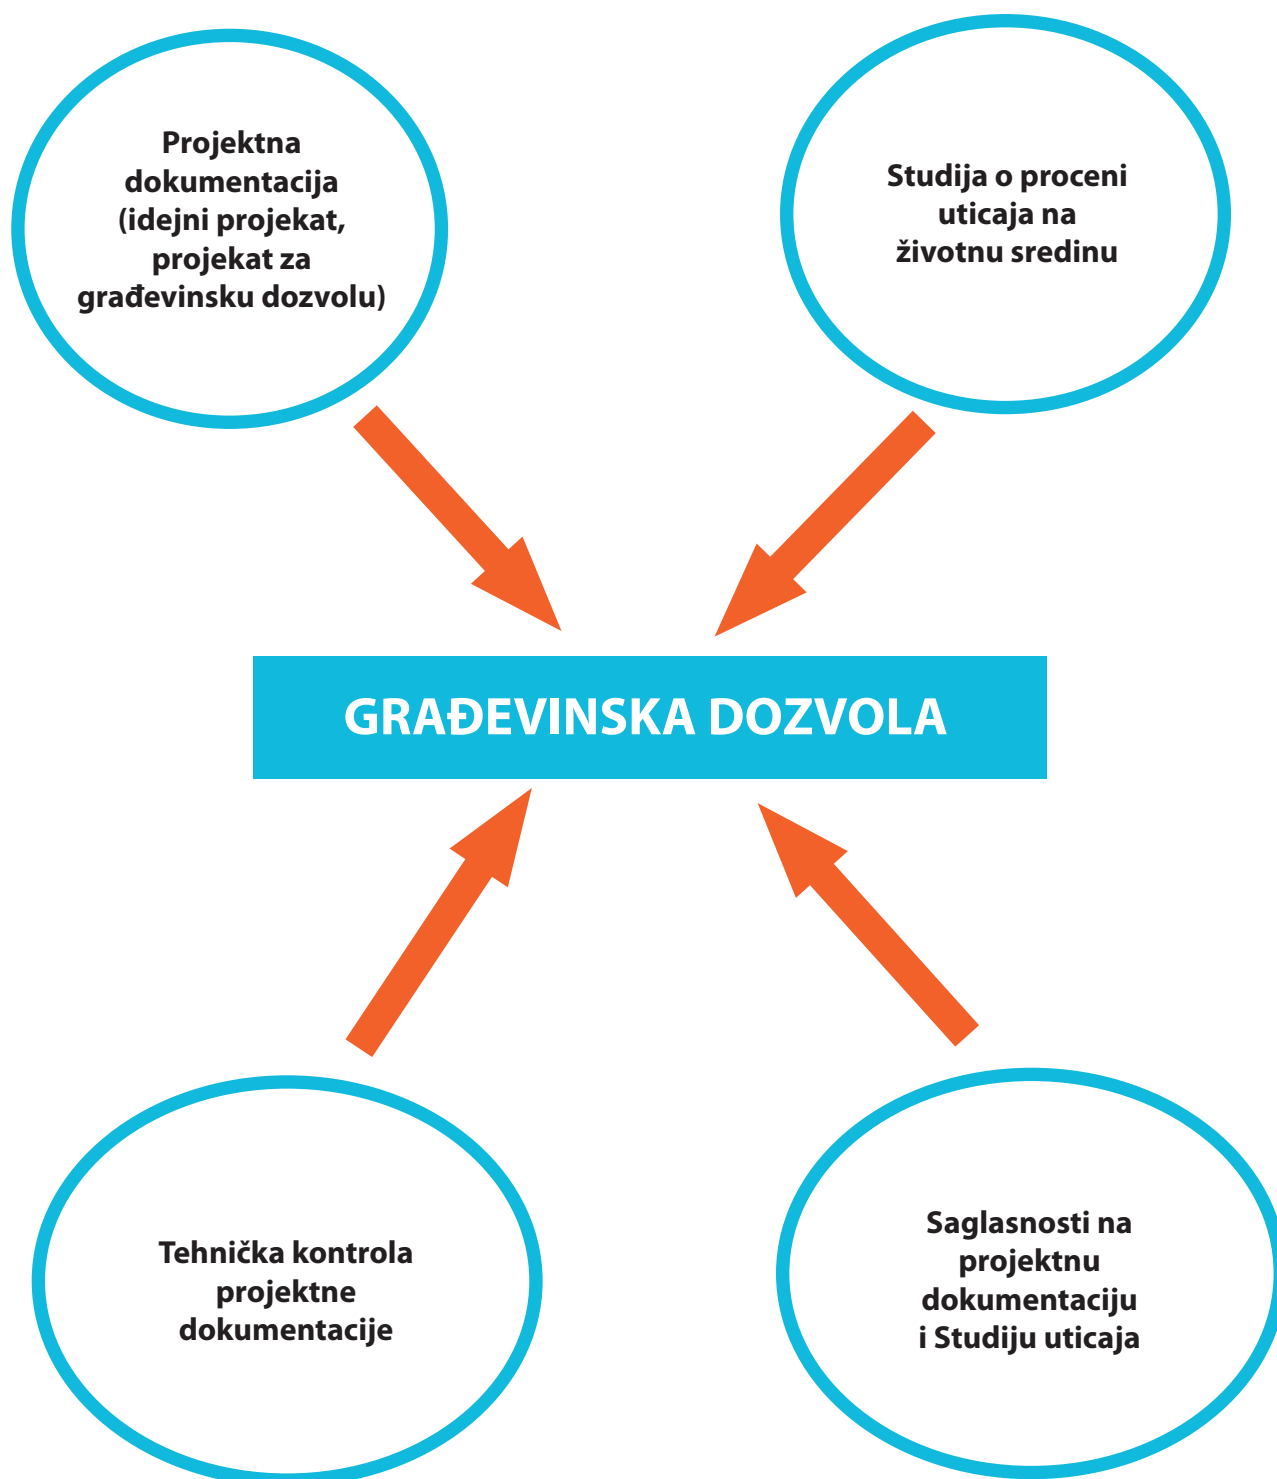 Projektna
dokumentacija
(idejni projekat,
projekat za
građevinsku dozvolu)
Studija o proceni
uticaja na
životnu sredinu
GRAĐEVINSKA DOZVOLA
Tehnička kontrola
projektne
dokumentacije
Saglasnosti na
projektnu
dokumentaciju
i Studiju uticaja